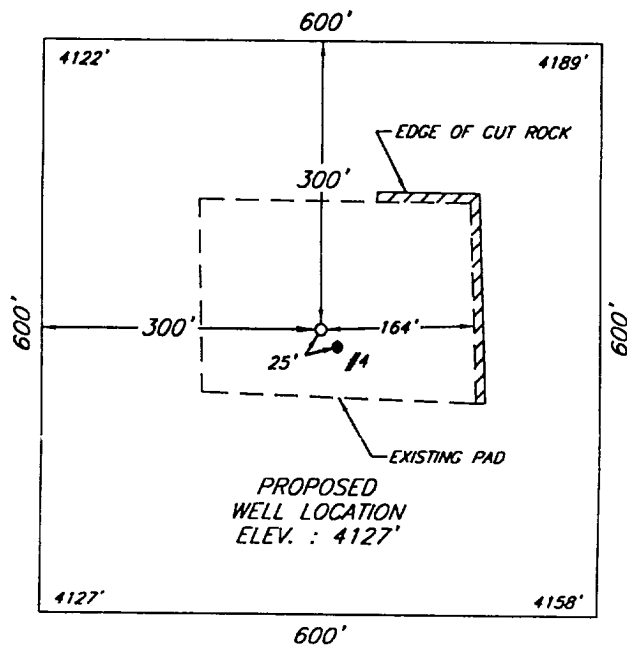 600'
4122'
4189'
EDGE OF CUT ROCK
300'
600'
300'
164'
600'
25'
#4
EXISTING PAD
PROPOSED
WELL LOCATION
ELEV. : 4127'
4127'
4158'
600'